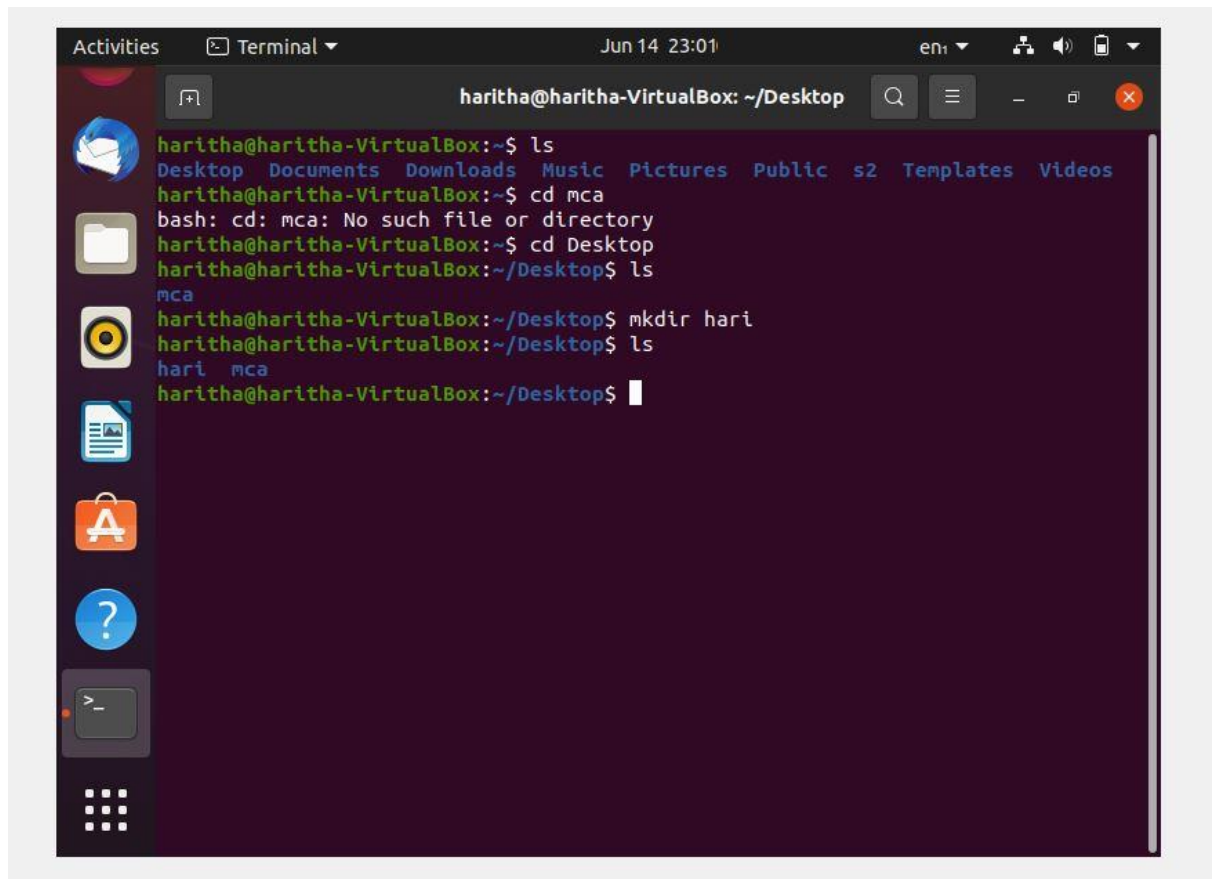 Activities Terminal Jun 14 23:01 en₁
haritha@haritha-VirtualBox: ~/Desktop
haritha@haritha-VirtualBox:~$ ls
Desktop Documents Downloads Music Pictures Public s2 Templates Videos
haritha@haritha-VirtualBox:~$ cd mca
bash: cd: mca: No such file or directory
haritha@haritha-VirtualBox:~$ cd Desktop
haritha@haritha-VirtualBox:~/Desktop$ ls
mca
haritha@haritha-VirtualBox:~/Desktop$ mkdir hari
haritha@haritha-VirtualBox:~/Desktop$ ls
hari mca
haritha@haritha-VirtualBox:~/Desktop$